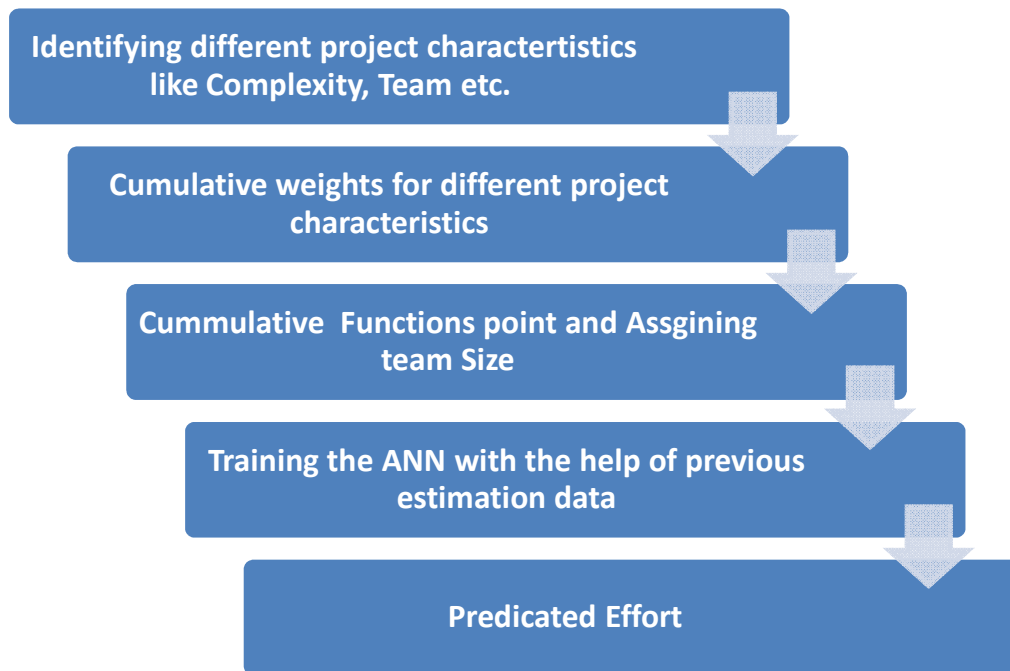 Identifying different project charactertistics
like Complexity, Team etc.
Cumulative weights for different project
characteristics
Cummulative Functions point and Assgining
team Size
Training the ANN with the help of previous
estimation data
Predicated Effort